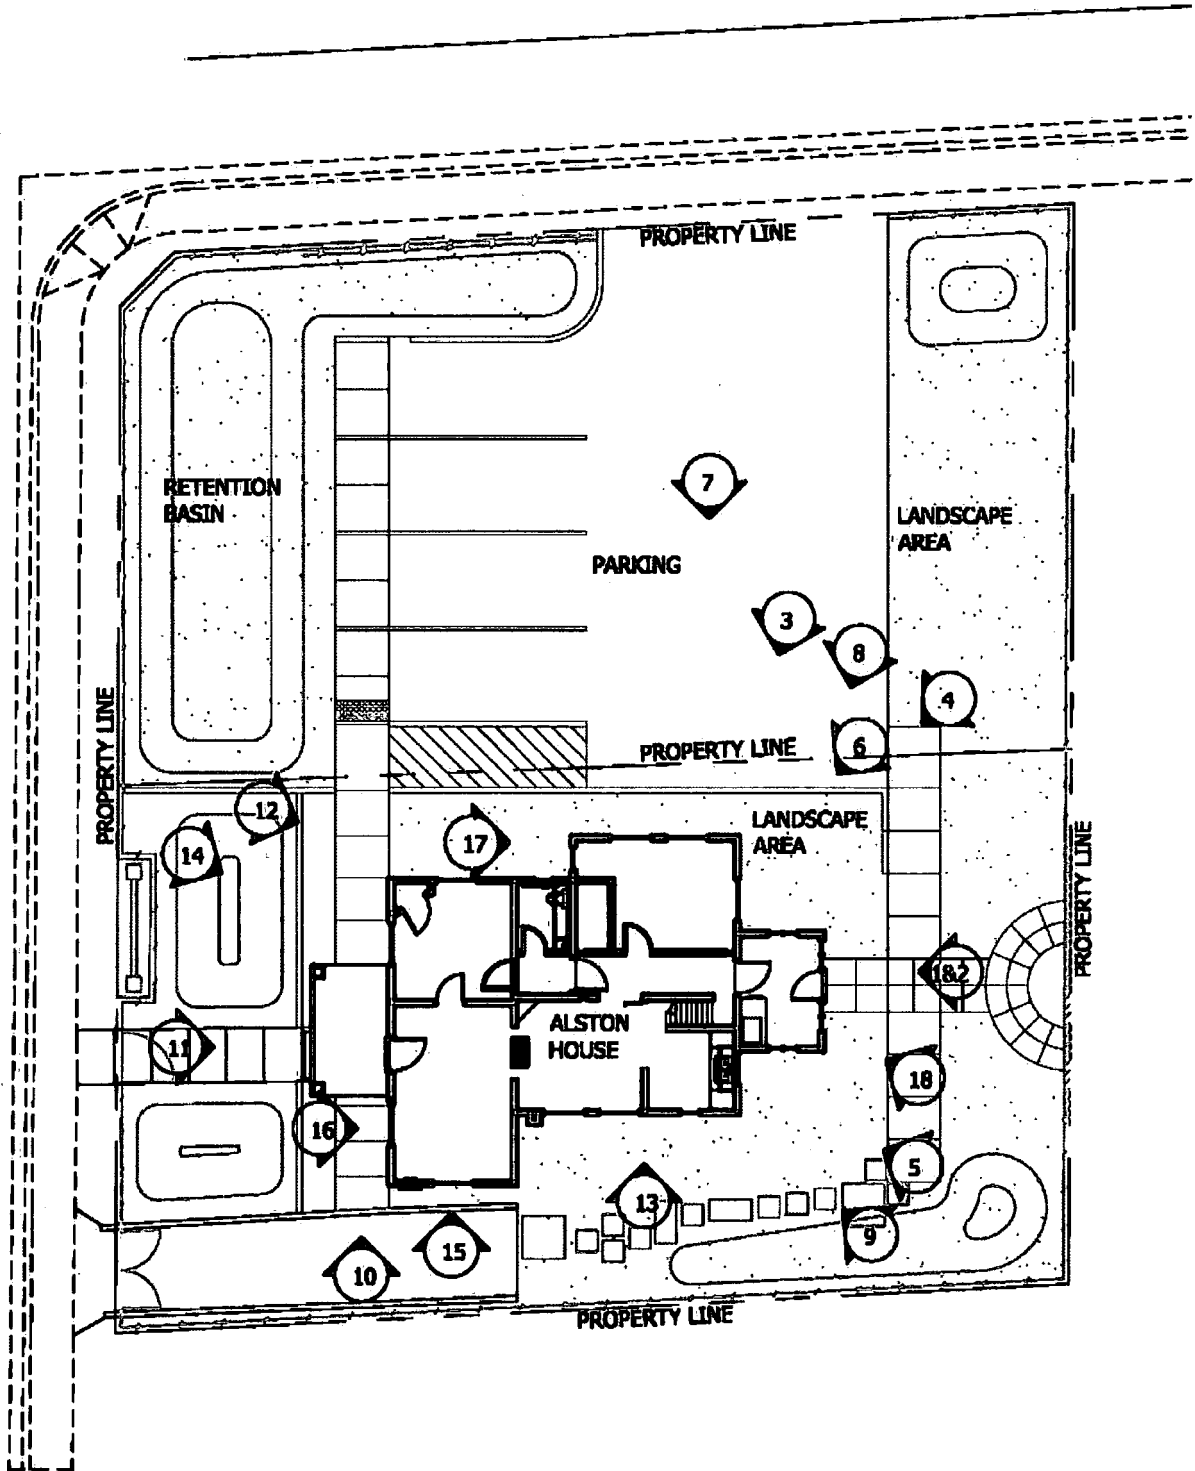 PROPERTY LINE
RETENTION
BASIN
7
LANDSCAPE
AREA
PARKING
3
8
4
PROPERTY LINE
6
PROPERTY LINE
12
14
17
LANDSCAPE
AREA
PROPERTY LINE
1&2
ALSTON
HOUSE
11
18
16
5
13
9
15
10
PROPERTY LINE